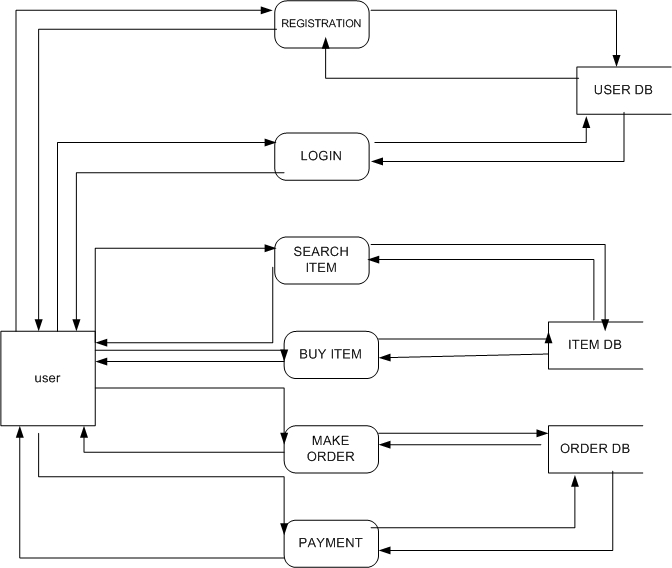 REGISTRATION
USER DB
LOGIN
SEARCH
ITEM
BUY ITEM
ITEM DB
user
MAKE
ORDER
ORDER DB
PAYMENT